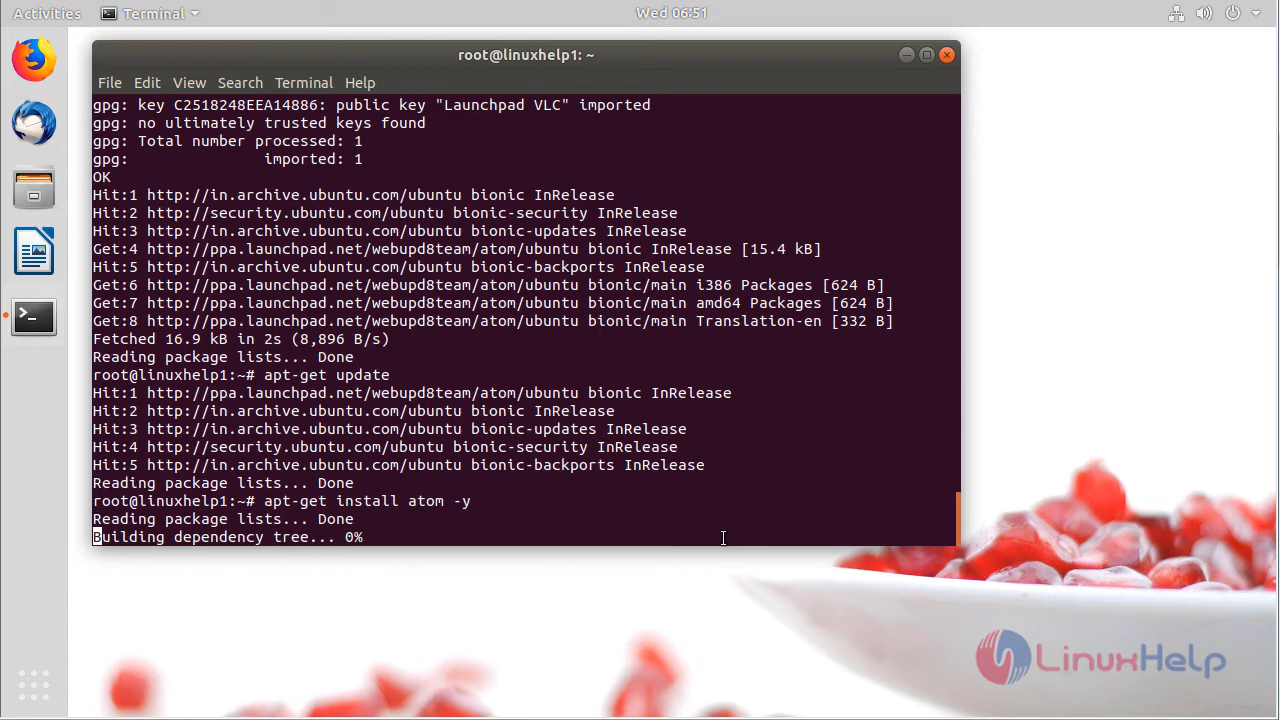 Activities
Terminal
Wed 06:51
root@linuxhelp1: ~
File Edit View Search Terminal Help
gpg: key C2518248EEA14886: public key "Launchpad VLC" imported
gpg: no ultimately trusted keys found
gpg: Total number processed: 1
gpg:               imported: 1
OK
Hit:1 http://in.archive.ubuntu.com/ubuntu bionic InRelease
Hit:2 http://security.ubuntu.com/ubuntu bionic-security InRelease
Hit:3 http://in.archive.ubuntu.com/ubuntu bionic-updates InRelease
Get:4 http://ppa.launchpad.net/webupd8team/atom/ubuntu bionic InRelease [15.4 kB]
Hit:5 http://in.archive.ubuntu.com/ubuntu bionic-backports InRelease
Get:6 http://ppa.launchpad.net/webupd8team/atom/ubuntu bionic/main i386 Packages [624 B]
Get:7 http://ppa.launchpad.net/webupd8team/atom/ubuntu bionic/main amd64 Packages [624 B]
Get:8 http://ppa.launchpad.net/webupd8team/atom/ubuntu bionic/main Translation-en [332 B]
Fetched 16.9 kB in 2s (8,896 B/s)
Reading package lists... Done
root@linuxhelp1:~# apt-get update
Hit:1 http://ppa.launchpad.net/webupd8team/atom/ubuntu bionic InRelease
Hit:2 http://in.archive.ubuntu.com/ubuntu bionic InRelease
Hit:3 http://in.archive.ubuntu.com/ubuntu bionic-updates InRelease
Hit:4 http://security.ubuntu.com/ubuntu bionic-security InRelease
Hit:5 http://in.archive.ubuntu.com/ubuntu bionic-backports InRelease
Reading package lists... Done
root@linuxhelp1:~# apt-get install atom -y
Reading package lists... Done
Building dependency tree... 0%
LinuxHelp